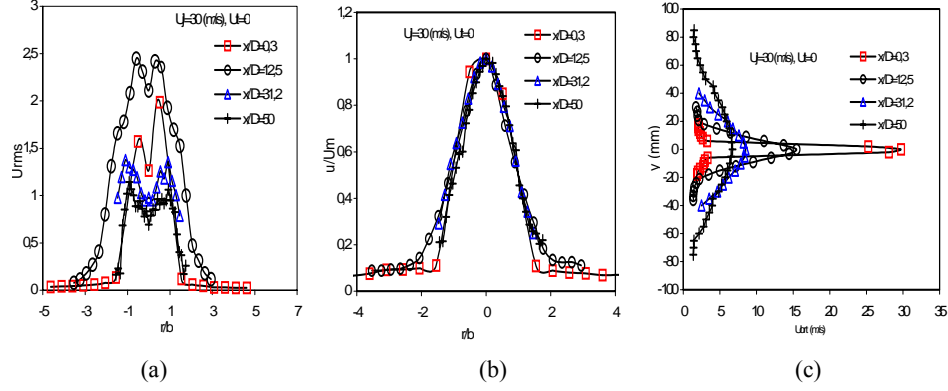 Uj=30 (m/s), Ut=0
x/D=0,3
x/D=12,5
x/D=31,2
x/D=50
Urms
3
2,5
2
1,5
1
0,5
0
-5 -3 -1 1 3 5 7
r/b
(a)
Uj=30 (m/s), Ut=0
x/D=0,3
x/D=12,5
x/D=31,2
x/D=50
u/Um
1,2
1
0,8
0,6
0,4
0,2
0
-4 -2 0 2 4
r/b
(b)
Uj=30 (m/s), Ut=0
x/D=0,3
x/D=12,5
x/D=31,2
x/D=50
y (mm)
100
80
60
40
20
0
-20
-40
-60
-80
-100
0 5 10 15 20 25 30 35
(m/s)
(c)